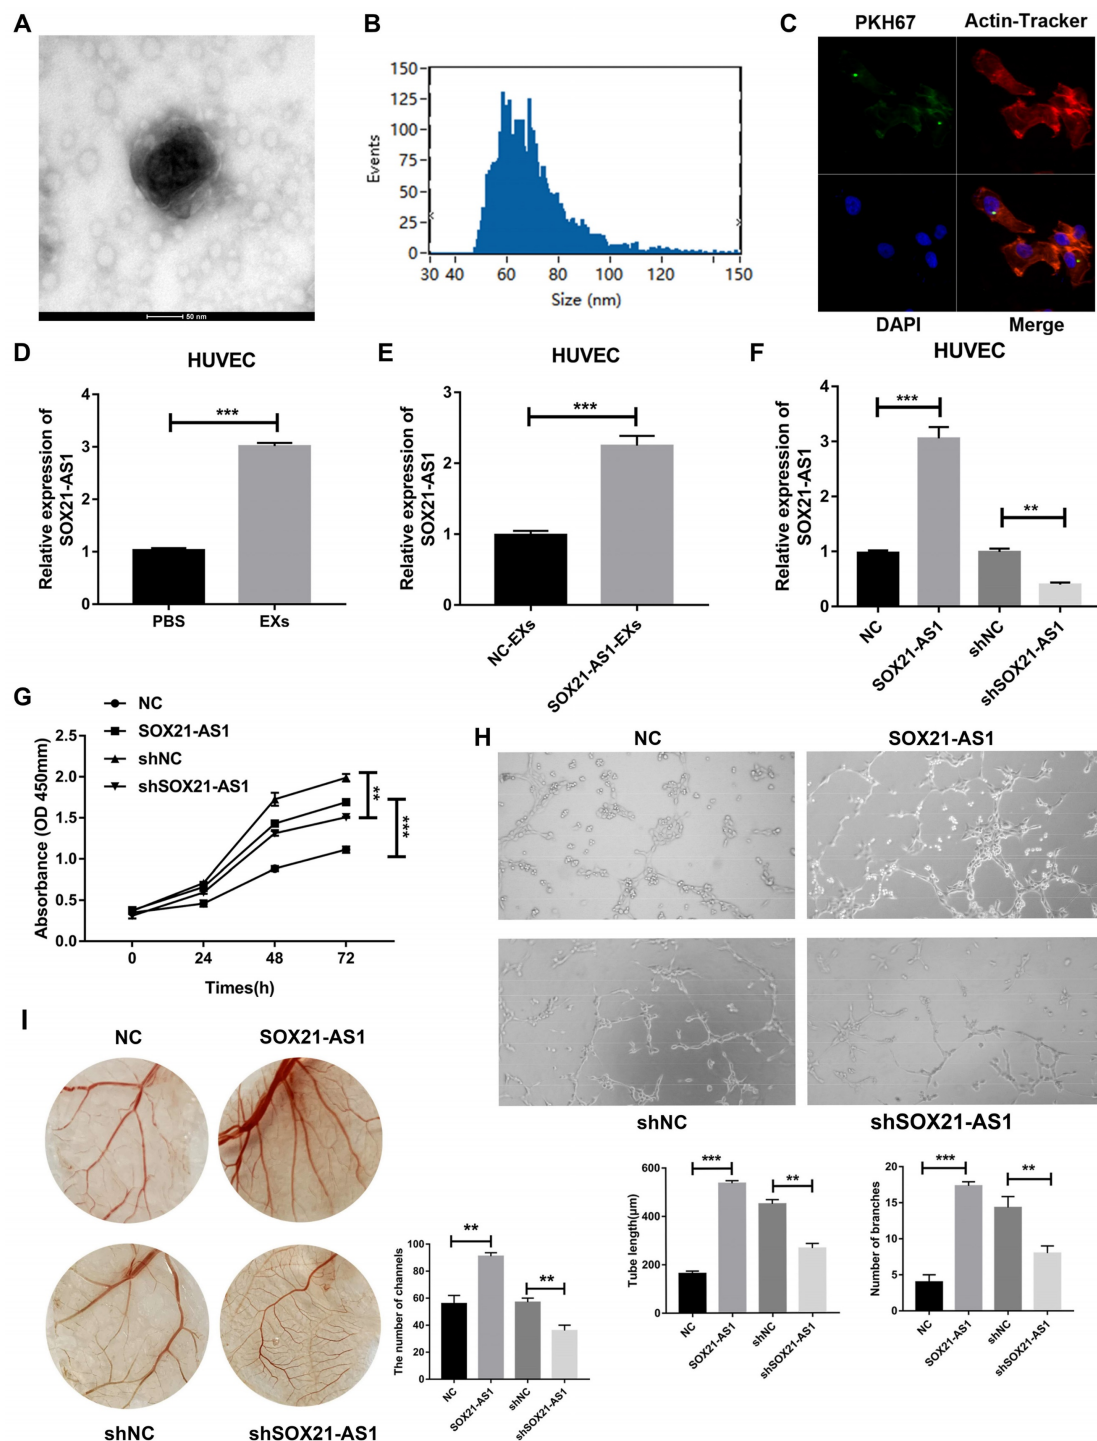 A
50 nm
B
150
125
100
75
50
25
0
Events
30 40 60 80 100 120 150
Size (nm)
C
PKH67 Actin-Tracker
DAPI Merge
D
HUVEC
Relative expression of
SOX21-AS1
4
3
2
1
0
***
PBS EXs
E
HUVEC
Relative expression of
SOX21-AS1
3
2
1
0
***
NC-EXs
SOX21-AS1-EXs
F
HUVEC
Relative expression of
SOX21-AS1
4
3
2
1
0
***
**
NC
SOX21-AS1
shNC
shSOX21-AS1
G
NC
SOX21-AS1
shNC
shSOX21-AS1
Absorbance (OD 450mm)
2.5
2.0
1.5
1.0
0.5
0.0
**
***
0 24 48 72
Times(h)
H
NC SOX21-AS1
shNC shSOX21-AS1
Tube length(μm)
600
400
200
0
***
**
NC
SOX21-AS1
shNC
shSOX21-AS1
Number of branches
20
15
10
5
0
***
**
NC
SOX21-AS1
shNC
shSOX21-AS1
I
NC SOX21-AS1
shNC shSOX21-AS1
The number of channels
100
80
60
40
20
0
**
**
NC
SOX21-AS1
shNC
shSOX21-AS1